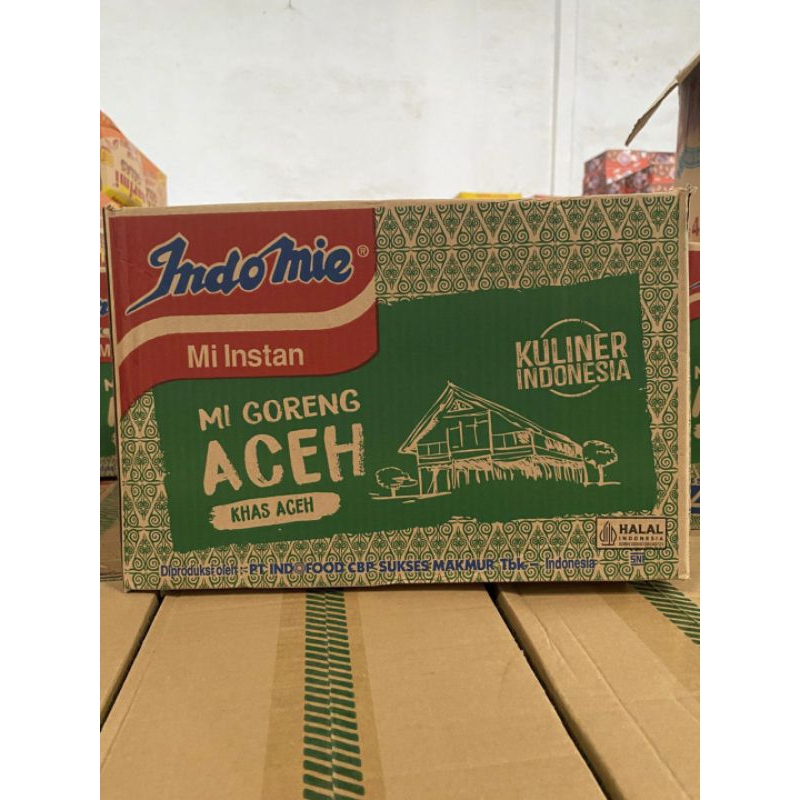 Indomie®
Mi Instan
MI GORENG
ACEH
KHAS ACEH
KULINER
INDONESIA
HALAL
INDONESIA
SNI
Diproduksi oleh :- PT. INDOFOOD CBP SUKSES MAKMUR Tbk - Indonesia